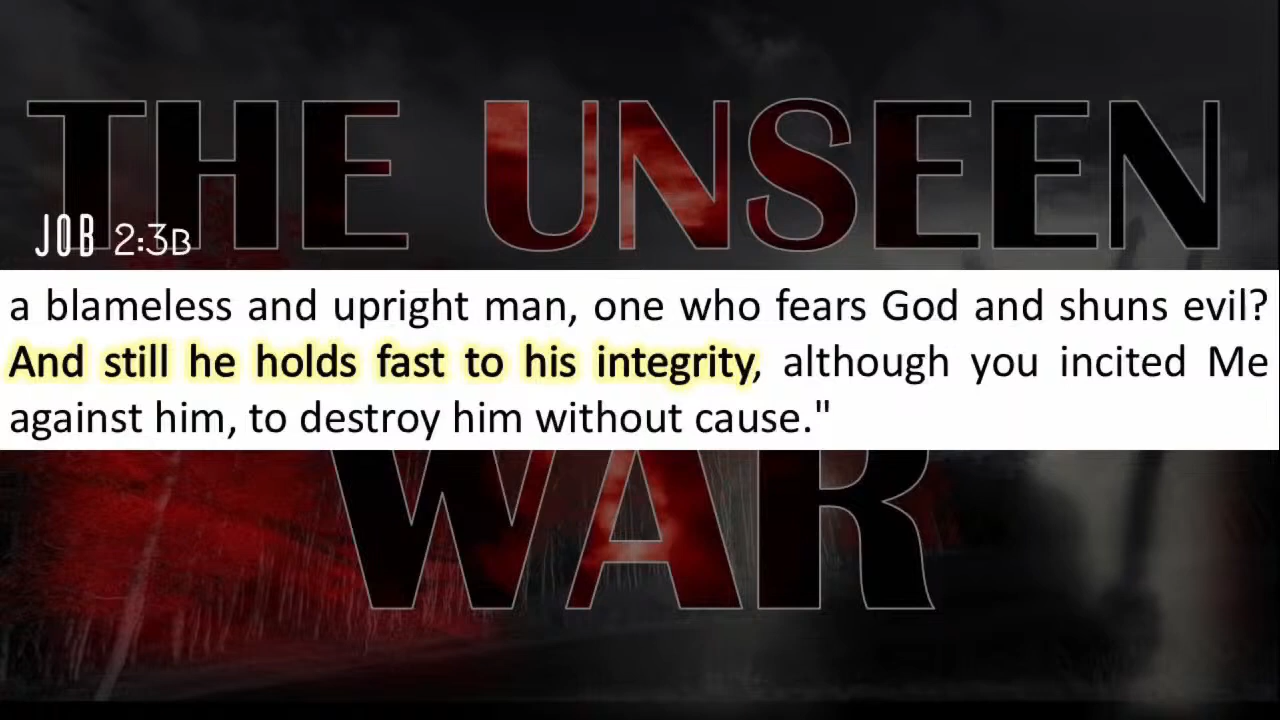 THE UNSEEN
JOB 2:3B
a blameless and upright man, one who fears God and shuns evil?
And still he holds fast to his integrity, although you incited Me
against him, to destroy him without cause."
WAR